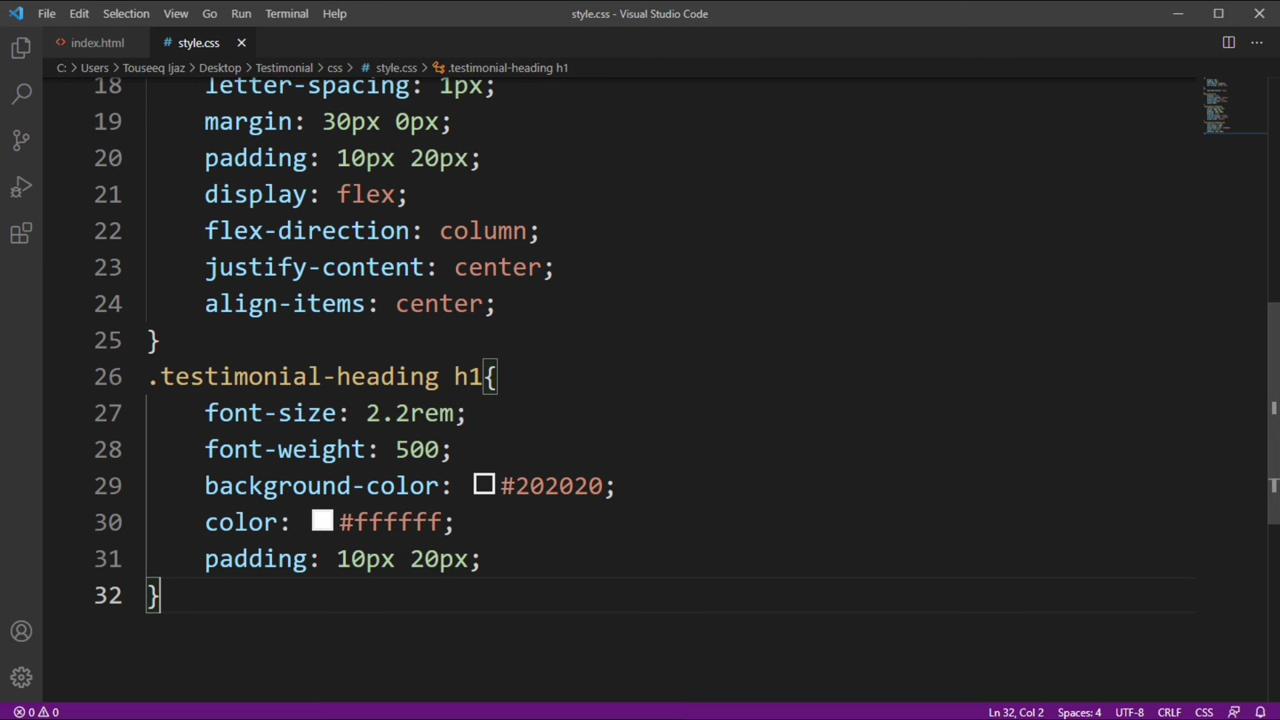 File Edit Selection View Go Run Terminal Help style.css - Visual Studio Code
index.html # style.css
C: > Users > Touseeq Ijaz > Desktop > Testimonial > css > # style.css > .testimonial-heading h1
18 letter-spacing: 1px;
19 margin: 30px 0px;
20 padding: 10px 20px;
21 display: flex;
22 flex-direction: column;
23 justify-content: center;
24 align-items: center;
25 }
26 .testimonial-heading h1{
27 font-size: 2.2rem;
28 font-weight: 500;
29 background-color: #202020;
30 color: #ffffff;
31 padding: 10px 20px;
32 }
0 0 Ln 32, Col 2 Spaces: 4 UTF-8 CRLF CSS